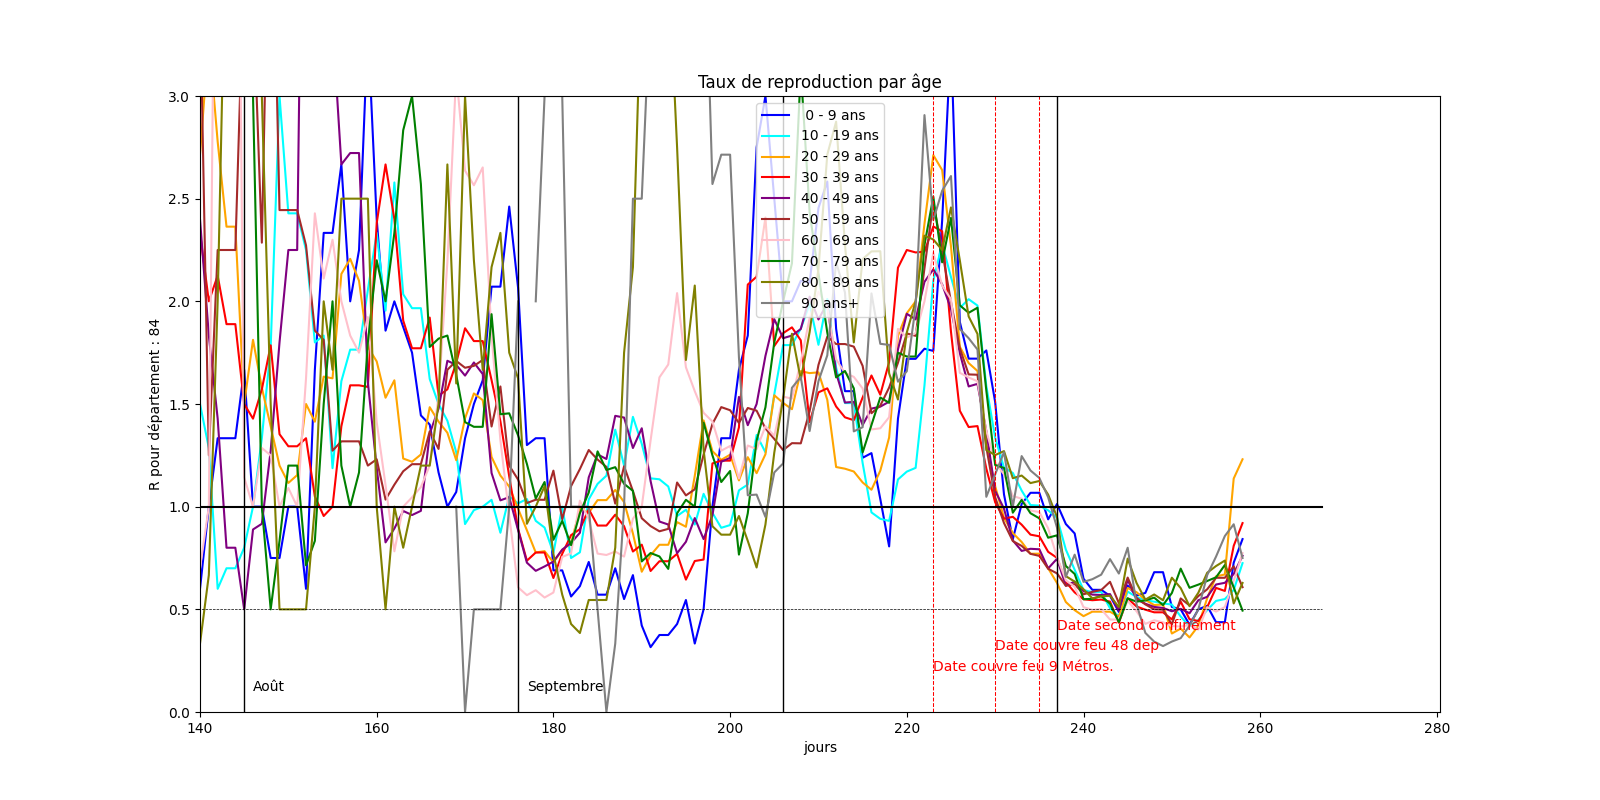 Taux de reproduction par âge
3.0
2.5
2.0
1.5
1.0
0.5
0.0
R pour département : 84
0 - 9 ans
10 - 19 ans
20 - 29 ans
30 - 39 ans
40 - 49 ans
50 - 59 ans
60 - 69 ans
70 - 79 ans
80 - 89 ans
90 ans+
Date second confinement
Date couvre feu 48 dep
Date couvre feu 9 Métros.
Août
Septembre
140
160
180
200
220
240
260
280
jours